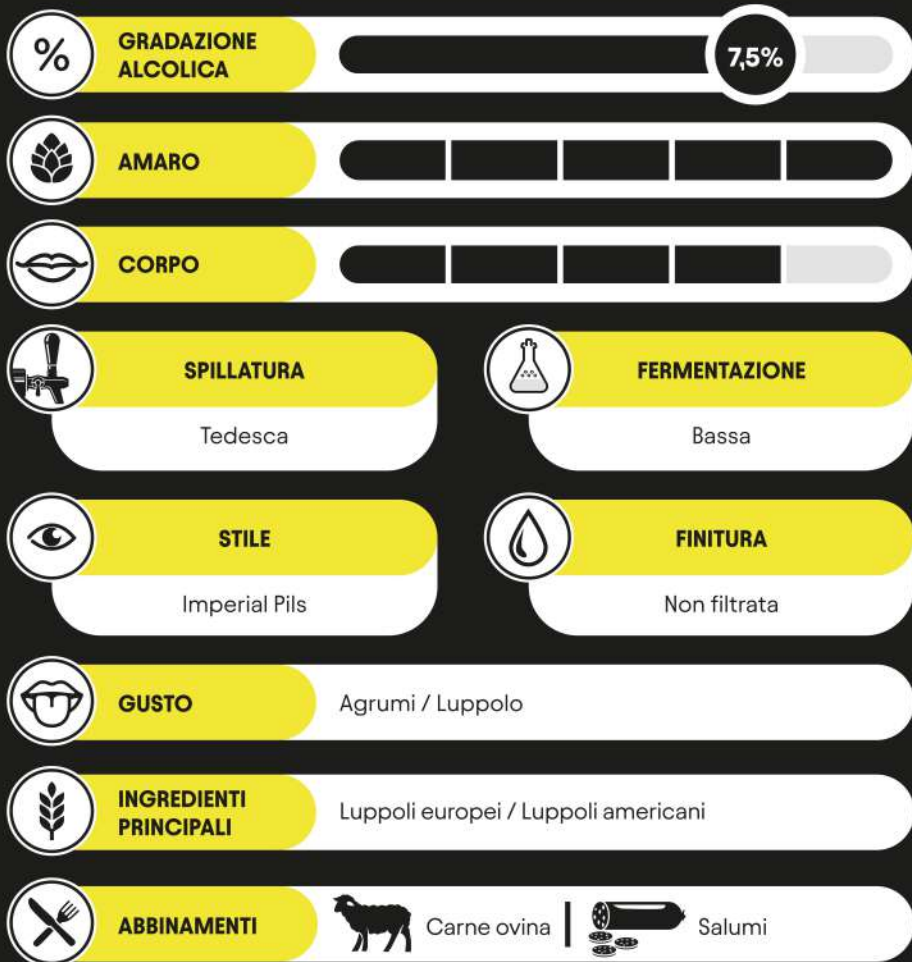 %
GRADAZIONE
ALCOLICA
7,5%
AMARO
CORPO
SPILLATURA
Tedesca
FERMENTAZIONE
Bassa
STILE
Imperial Pils
FINITURA
Non filtrata
GUSTO
Agrumi / Luppolo
INGREDIENTI
PRINCIPALI
Luppoli europei / Luppoli americani
ABBINAMENTI
Carne ovina
Salumi